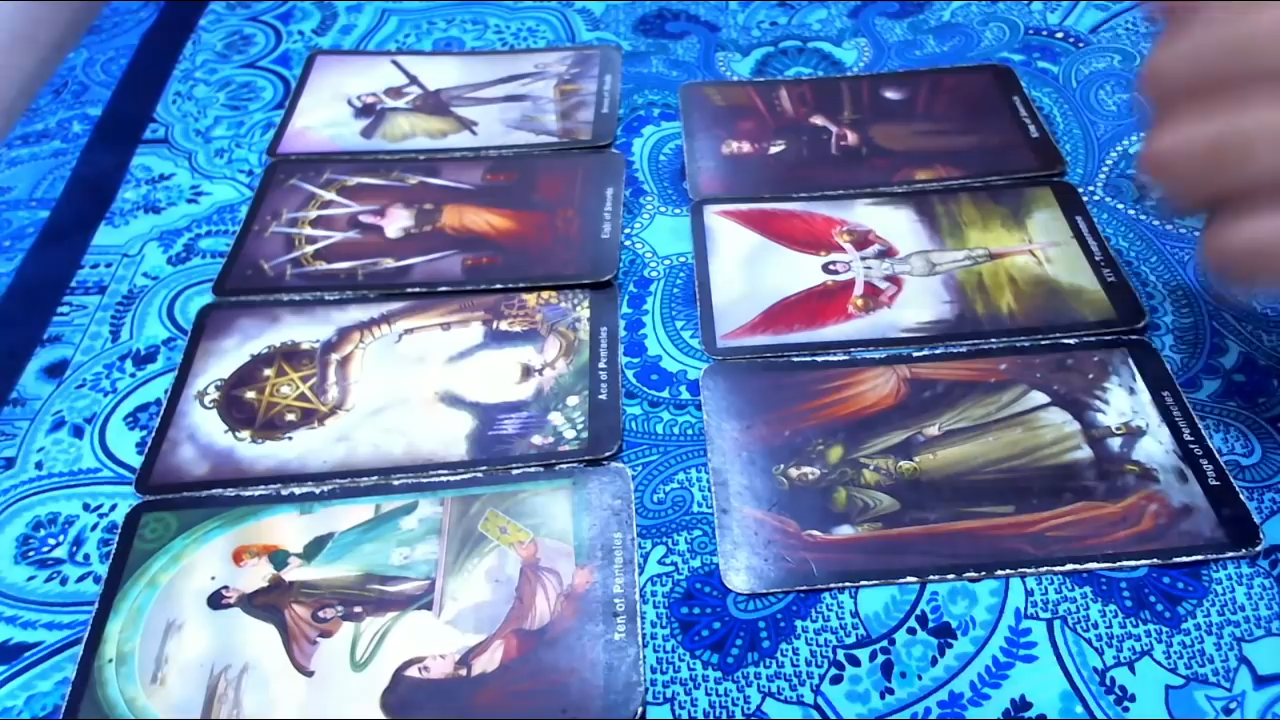 Eight of Swords
Ace of Pentacles
Ten of Pentacles
XIV • Temperance
Page of Pentacles